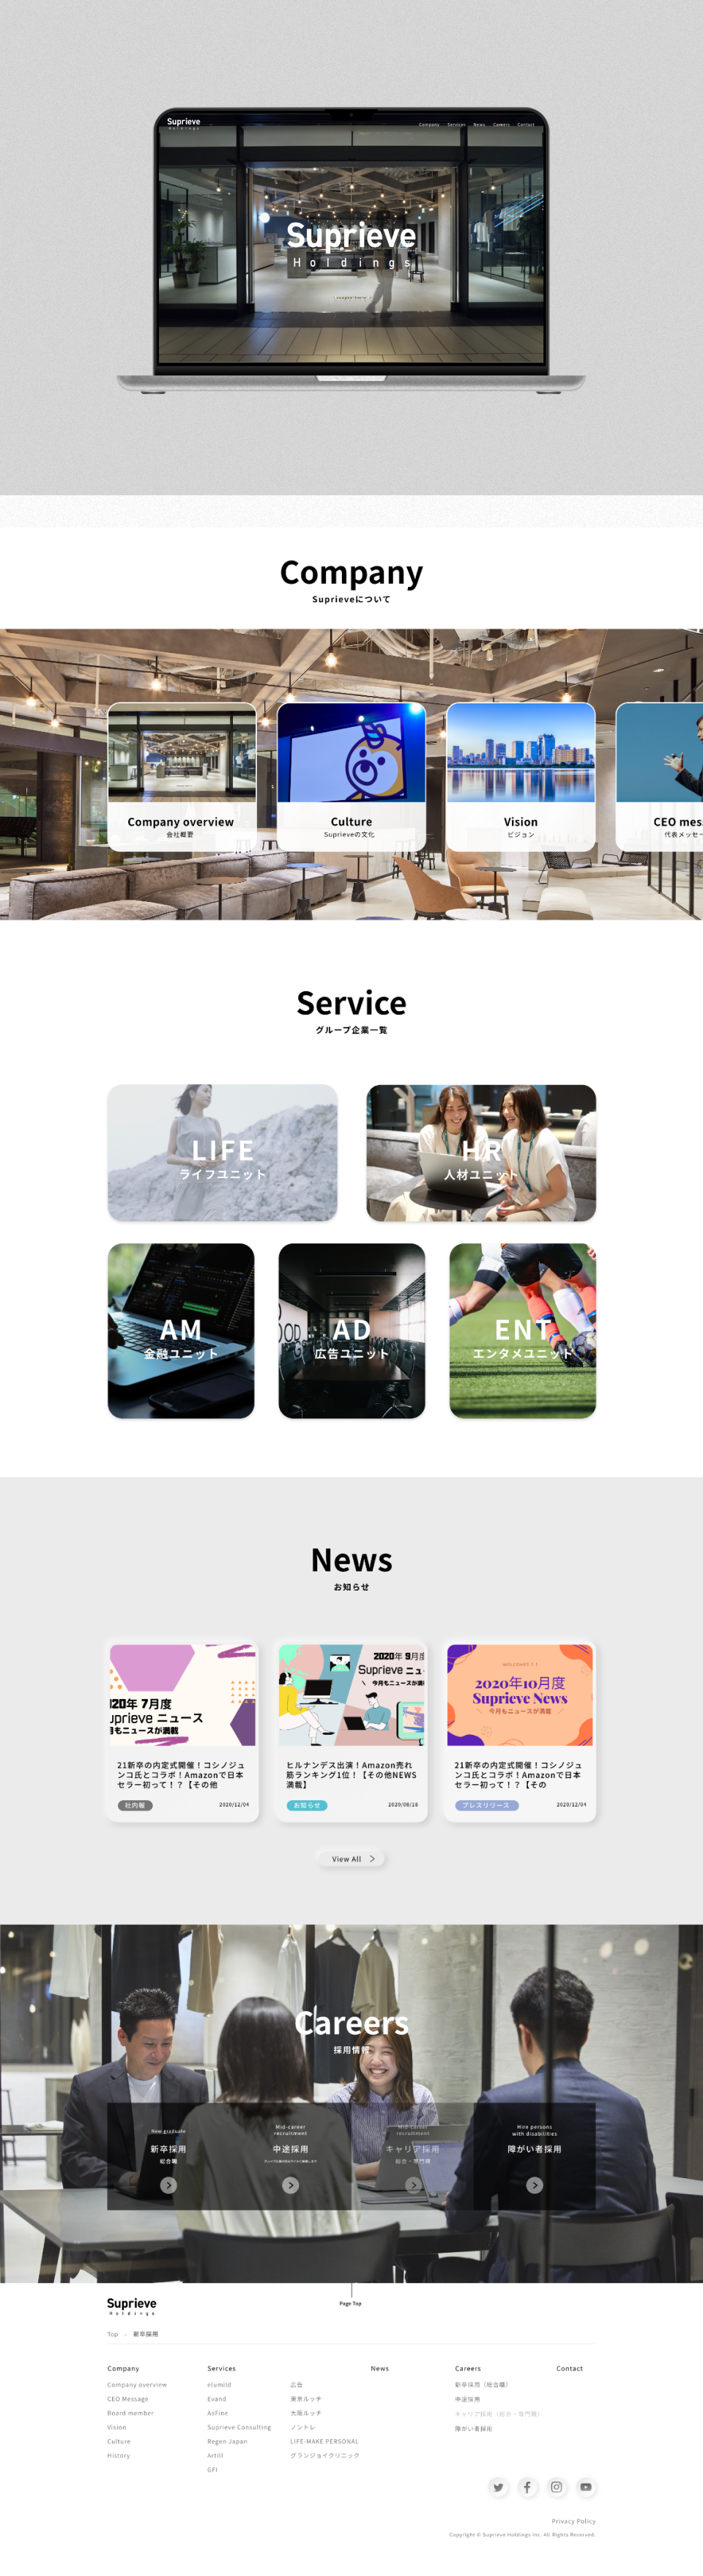 Suprieve
Holdings
Company
Services
News
Careers
Contact
Suprieve
Holdings
Company
Suprieveについて
Company overview
会社概要
Culture
Suprieveの文化
Vision
ビジョン
CEO mes
代表メッセー
Service
グループ企業一覧
LIFE
ライフユニット
HR
人材ユニット
AM
金融ユニット
AD
広告ユニット
ENT
エンタメユニット
News
お知らせ
年 7月度
uprieve ニュース
月もニュースが満載
21新卒の内定式開催！コシノジュ
ンコ氏とコラボ！Amazonで日本
セラー初って！？【その他
社内報
2020/12/04
2020年 9月度
Suprieve ニュ
今月もニュースが満
ヒルナンデス出演！Amazon売れ
筋ランキング1位！【その他NEWS
満載】
お知らせ
2020/08/18
WELCOME!!
2020年10月度
Suprieve News
今月もニュースが満載
21新卒の内定式開催！コシノジュ
ンコ氏とコラボ！Amazonで日本
セラー初って！？【その
プレスリリース
2020/12/04
View All
Careers
採用情報
New graduate
新卒採用
総合職
Mid-career
recruitment
中途採用
Mid-career
recruitment
キャリア採用
総合・専門職
Hire persons
with disabilities
障がい者採用
Page Top
Suprieve
Holdings
Top
新卒採用
Company
Company overview
CEO Message
Board member
Vision
Culture
History
Services
elumild
Evand
AsFine
Suprieve Consulting
Regen Japan
Artill
GFI
広告
東京ルッチ
大阪ルッチ
ノントレ
LIFE-MAKE PERSONAL
グランジョイクリニック
News
Careers
新卒採用（総合職）
中途採用
キャリア採用（総合・専門職）
障がい者採用
Contact
Privacy Policy
Copyright © Suprieve Holdings Inc. All Rights Reserved.